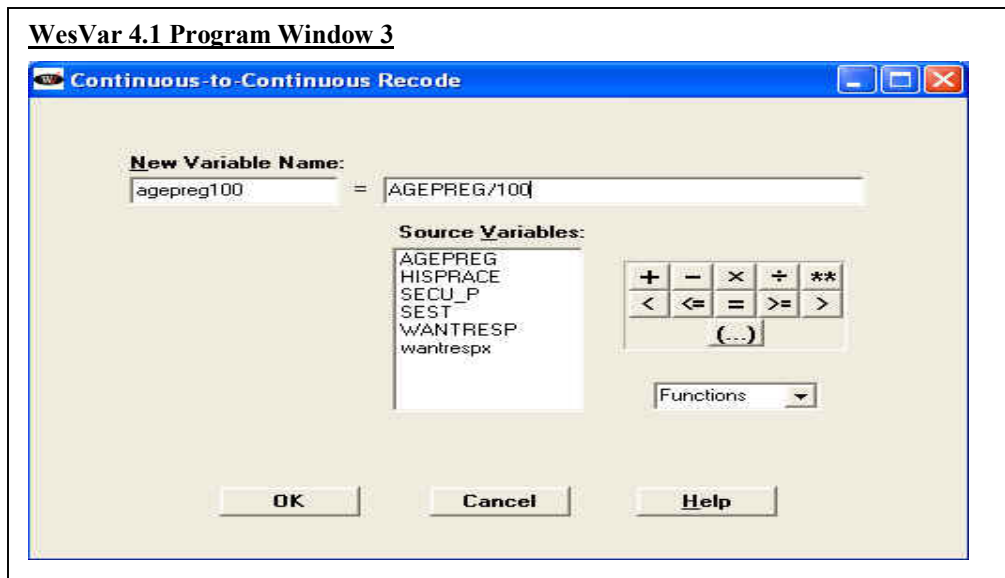 WesVar 4.1 Program Window 3
Continuous-to-Continuous Recode
New Variable Name:
agepreg100 = AGEPREG/100
Source Variables:
AGEPREG
HISPRACE
SECU_P
SEST
WANTRESP
wantrespx
+ − × ÷ **
< <= = >= >
(...)
Functions
OK Cancel Help